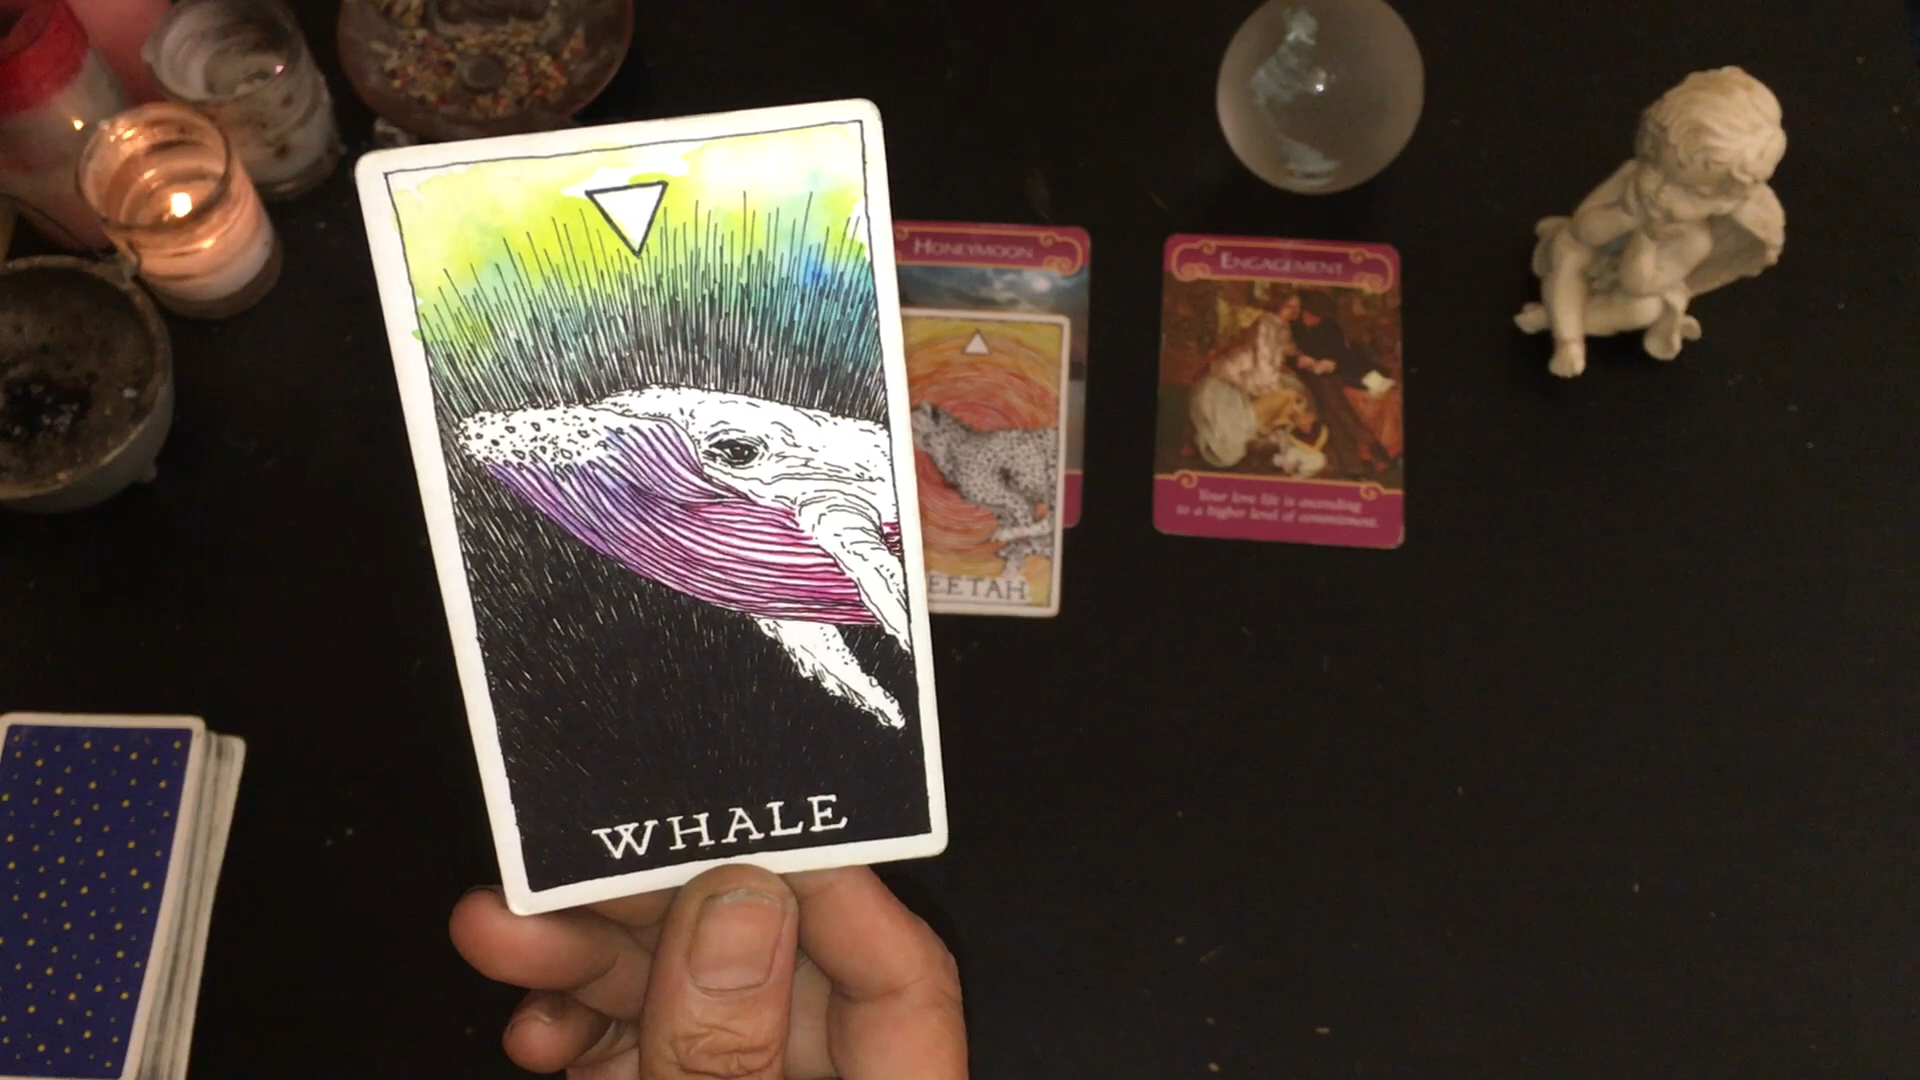 WHALE
HONEYMOON
EETAH
ENGAGEMENT
Your love life is ascending
to a higher level of commitment.